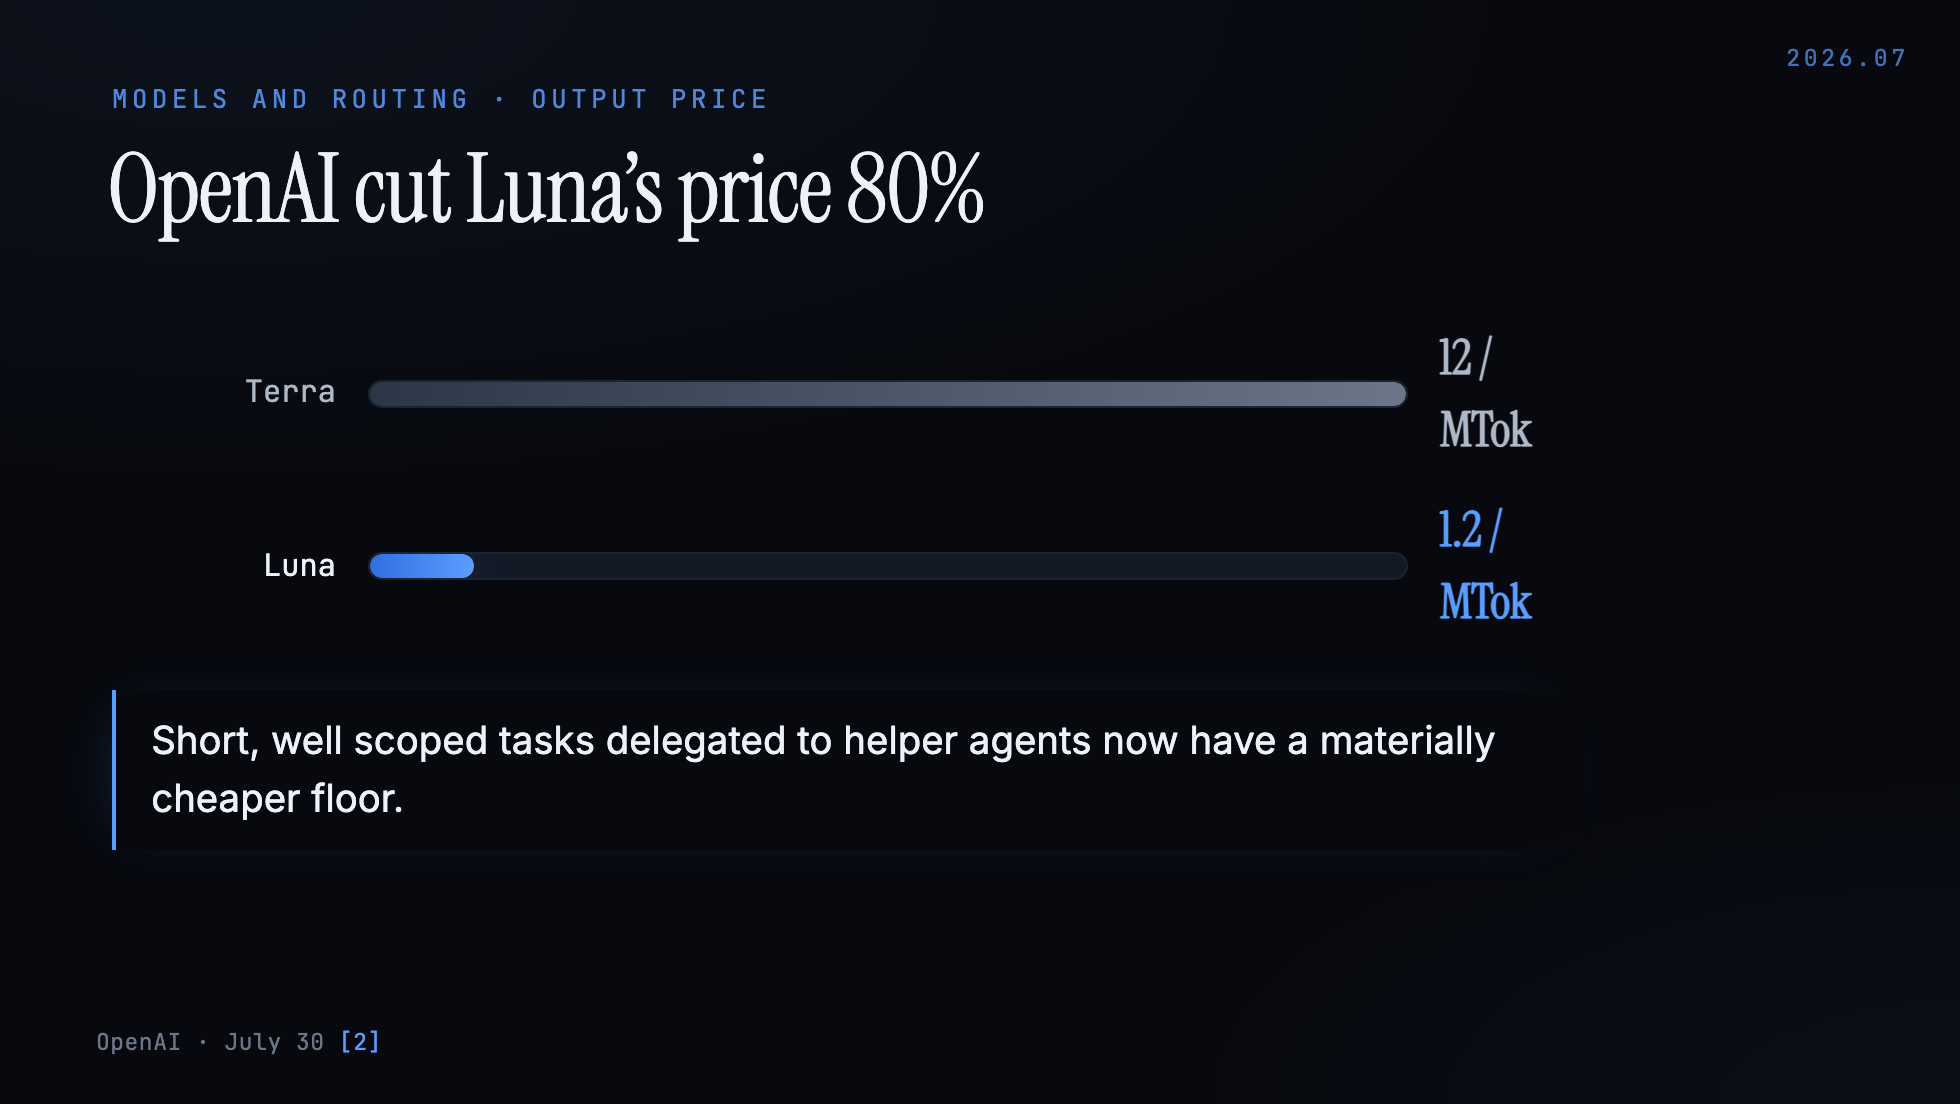 2026.07
MODELS AND ROUTING · OUTPUT PRICE
OpenAI cut Luna’s price 80%
Terra
12 /
MTok
Luna
1.2 /
MTok
Short, well scoped tasks delegated to helper agents now have a materially
cheaper floor.
OpenAI · July 30 [2]